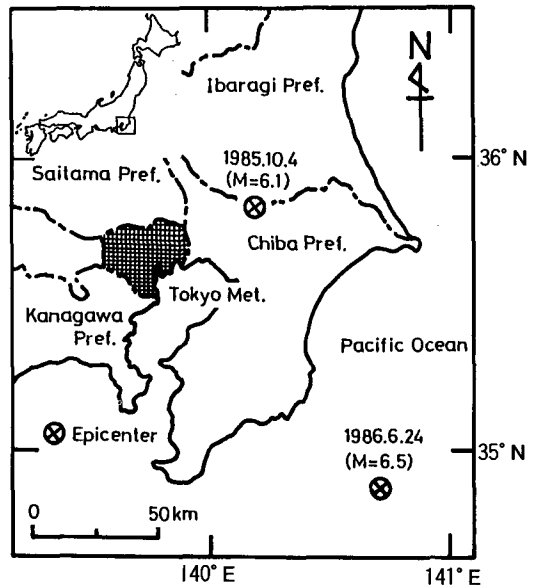 N
Ibaragi Pref.
1985.10.4
(M=6.1)
36°N
Saitama Pref.
Chiba Pref.
Tokyo Met.
Kanagawa
Pref.
Pacific Ocean
Epicenter
1986.6.24
(M=6.5)
35°N
0 50km
140°E
141°E